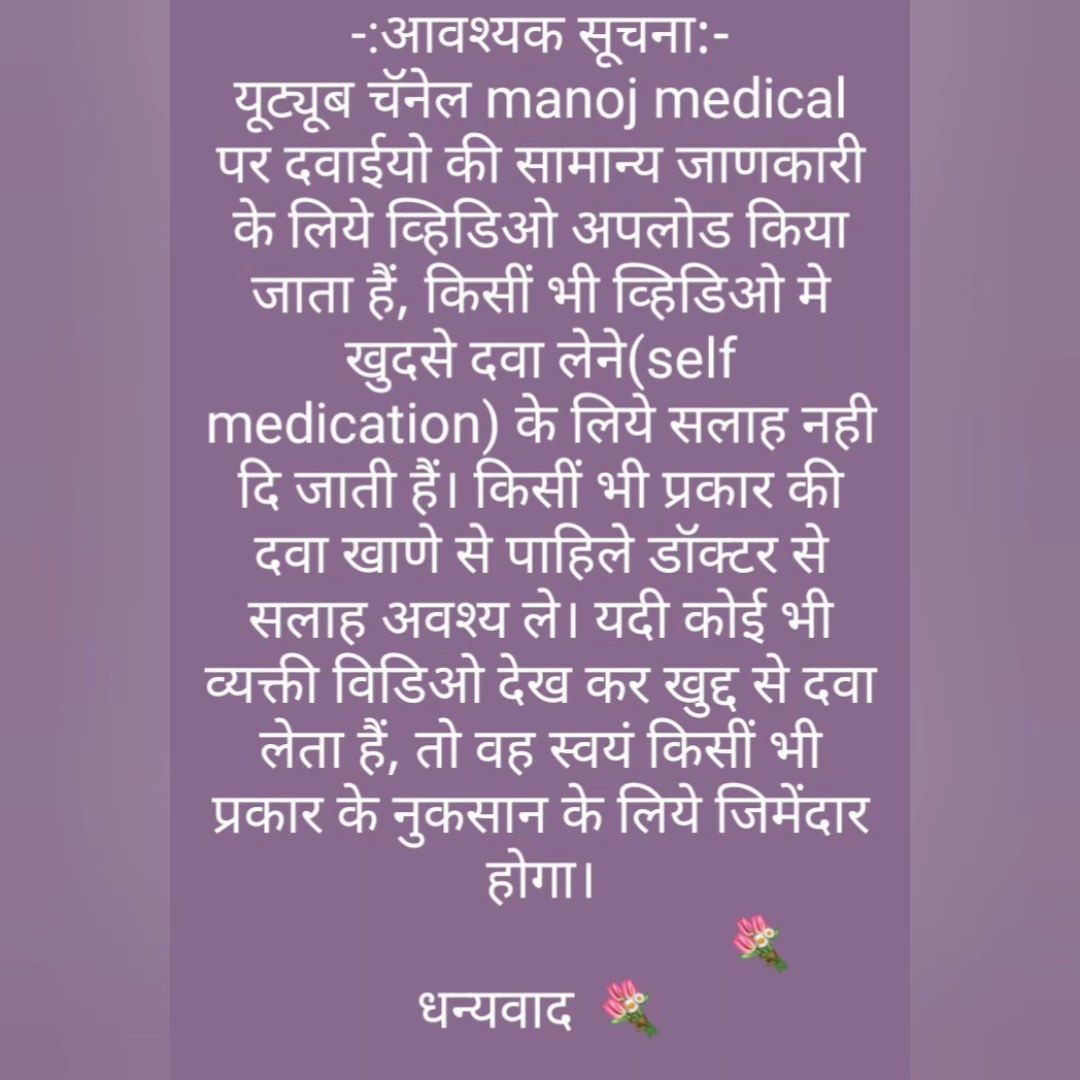 -:आवश्यक सूचना:-
यूट्यूब चॅनेल manoj medical
पर दवाईयो की सामान्य जाणकारी
के लिये व्हिडिओ अपलोड किया
जाता हैं, किसीं भी व्हिडिओ मे
खुदसे दवा लेने(self
medication) के लिये सलाह नही
दि जाती हैं। किसीं भी प्रकार की
दवा खाणे से पाहिले डॉक्टर से
सलाह अवश्य ले। यदी कोई भी
व्यक्ती विडिओ देख कर खुद्द से दवा
लेता हैं, तो वह स्वयं किसीं भी
प्रकार के नुकसान के लिये जिमेंदार
होगा।
धन्यवाद